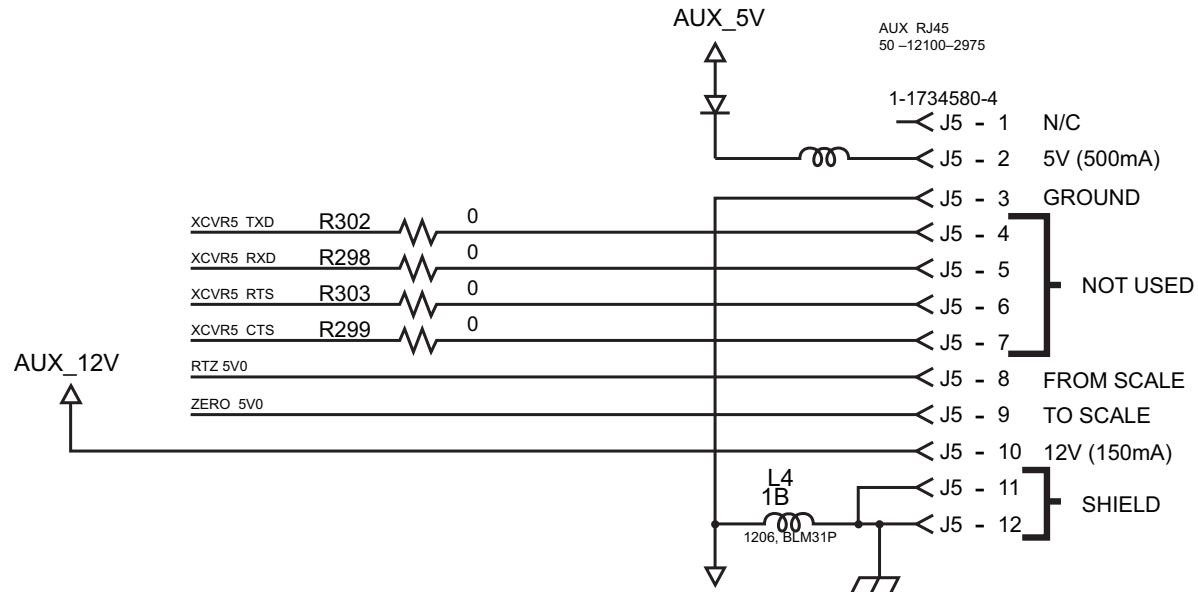 AUX_5V
AUX RJ45
50 –12100–2975
1-1734580-4
J5 - 1 N/C
J5 - 2 5V (500mA)
J5 - 3 GROUND
XCVR5 TXD R302 0 J5 - 4
XCVR5 RXD R298 0 J5 - 5
XCVR5 RTS R303 0 J5 - 6
XCVR5 CTS R299 0 J5 - 7
NOT USED
AUX_12V
RTZ 5V0 J5 - 8 FROM SCALE
ZERO 5V0 J5 - 9 TO SCALE
J5 - 10 12V (150mA)
L4
1B
1206, BLM31P
J5 - 11
J5 - 12
SHIELD